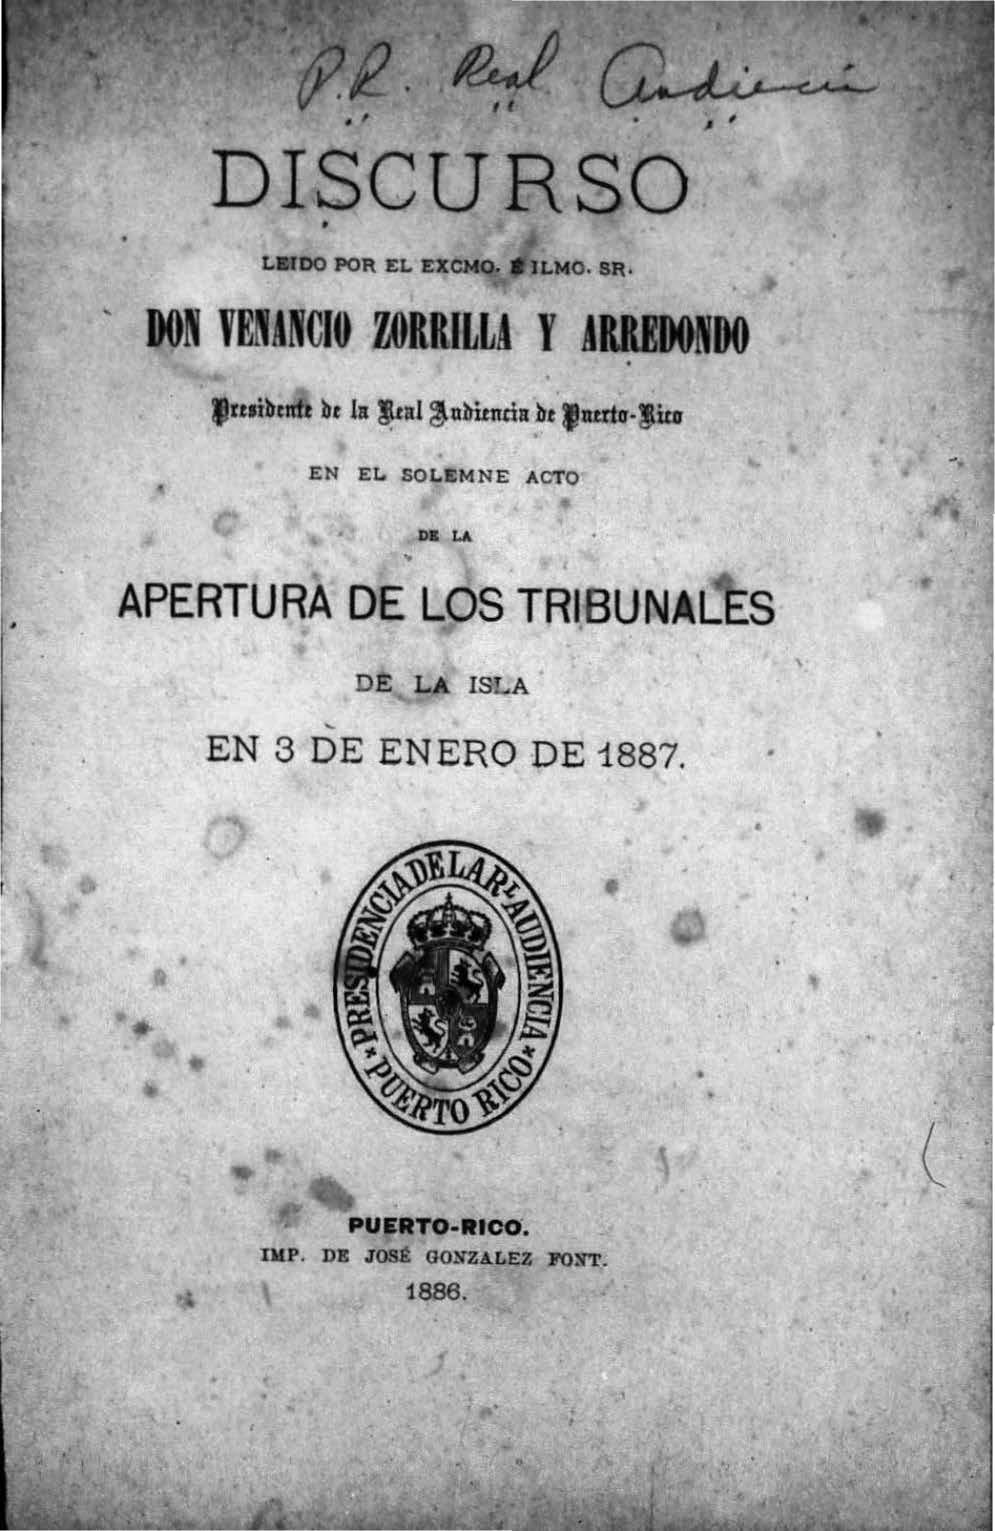 P.R. Real Audiencia
DISCURSO
LEIDO POR EL EXCMO. É ILMO. SR.
DON VENANCIO ZORRILLA Y ARREDONDO
Presidente de la Real Audiencia de Puerto-Rico
EN EL SOLEMNE ACTO
DE LA
APERTURA DE LOS TRIBUNALES
DE LA ISLA
EN 3 DE ENERO DE 1887.
PRESIDENCIA DE LA RL AUDIENCIA
* PUERTO RICO *
PUERTO-RICO.
IMP. DE JOSÉ GONZALEZ FONT.
1886.